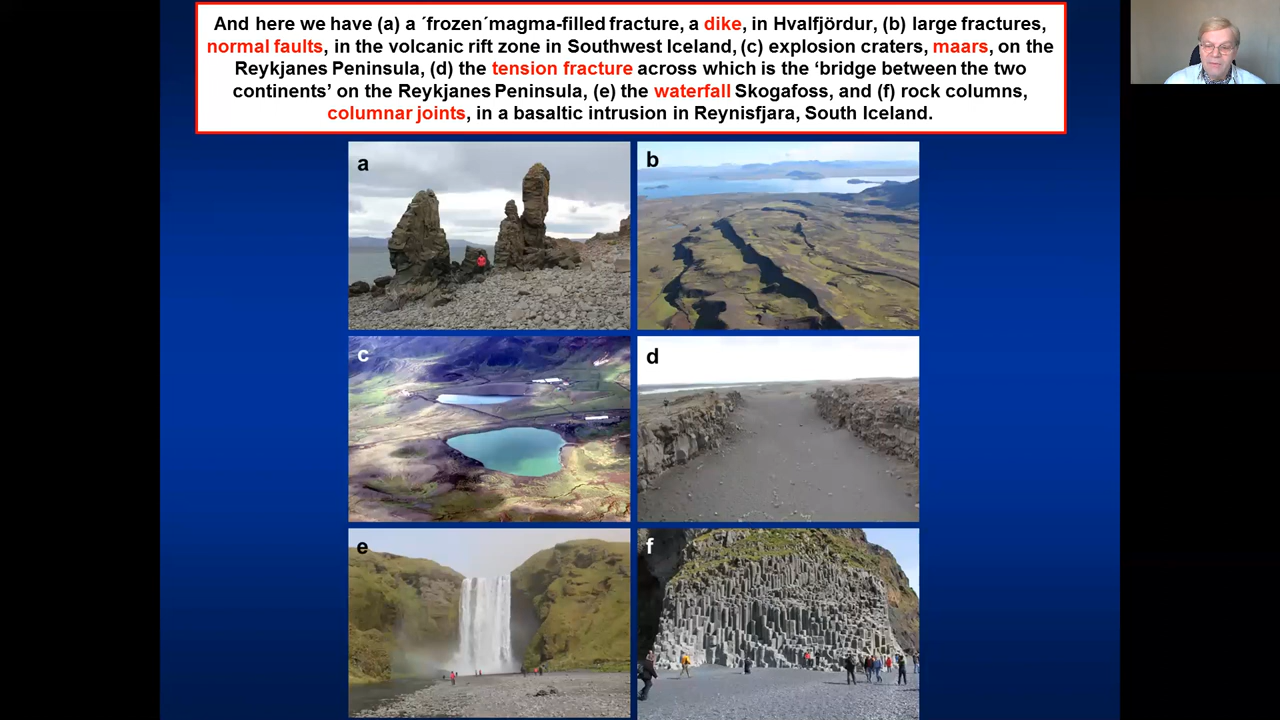 And here we have (a) a ´frozen´magma-filled fracture, a dike, in Hvalfjördur, (b) large fractures,
normal faults, in the volcanic rift zone in Southwest Iceland, (c) explosion craters, maars, on the
Reykjanes Peninsula, (d) the tension fracture across which is the ‘bridge between the two
continents’ on the Reykjanes Peninsula, (e) the waterfall Skogafoss, and (f) rock columns,
columnar joints, in a basaltic intrusion in Reynisfjara, South Iceland.
a
b
c
d
e
f